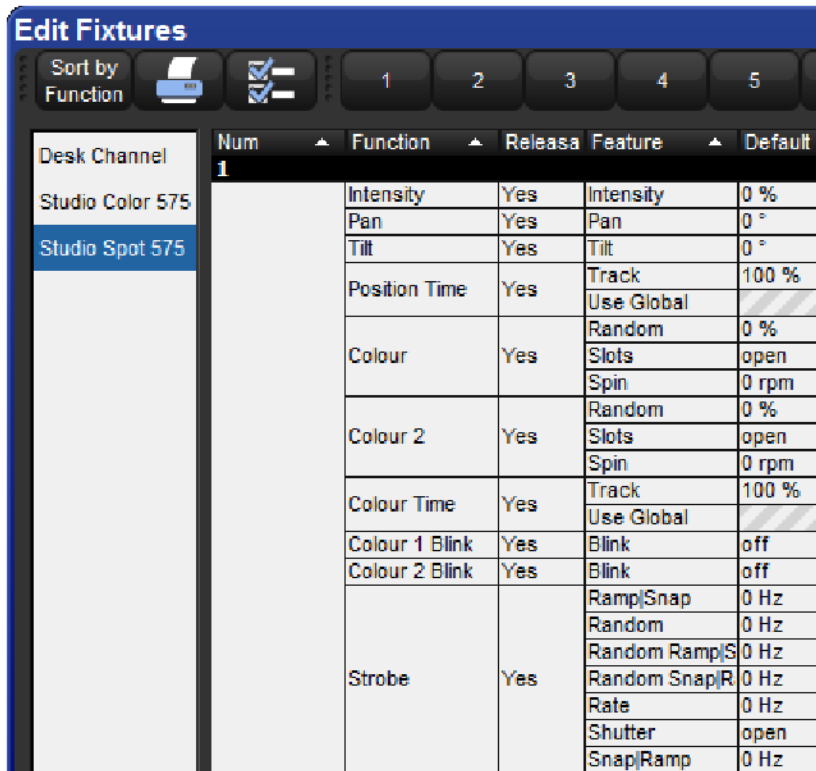 Edit Fixtures
Sort by
Function
1 2 3 4 5
Desk Channel
Studio Color 575
Studio Spot 575
Num Function Releasa Feature Default
1
Intensity Yes Intensity 0 %
Pan Yes Pan 0 °
Tilt Yes Tilt 0 °
Position Time Yes Track 100 %
Use Global
Colour Yes Random 0 %
Slots open
Spin 0 rpm
Colour 2 Yes Random 0 %
Slots open
Spin 0 rpm
Colour Time Yes Track 100 %
Use Global
Colour 1 Blink Yes Blink off
Colour 2 Blink Yes Blink off
Strobe Yes Ramp|Snap 0 Hz
Random 0 Hz
Random Ramp|S 0 Hz
Random Snap|R 0 Hz
Rate 0 Hz
Shutter open
Snap|Ramp 0 Hz